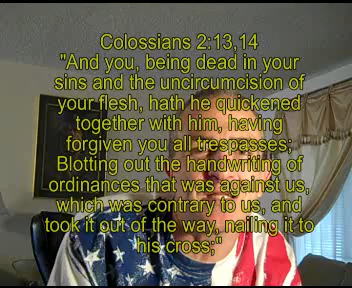 Colossians 2:13,14
"And you, being dead in your
sins and the uncircumcision of
your flesh, hath he quickened
together with him, having
forgiven you all trespasses;
Blotting out the handwriting of
ordinances that was against us,
which was contrary to us, and
took it out of the way, nailing it to
his cross;"